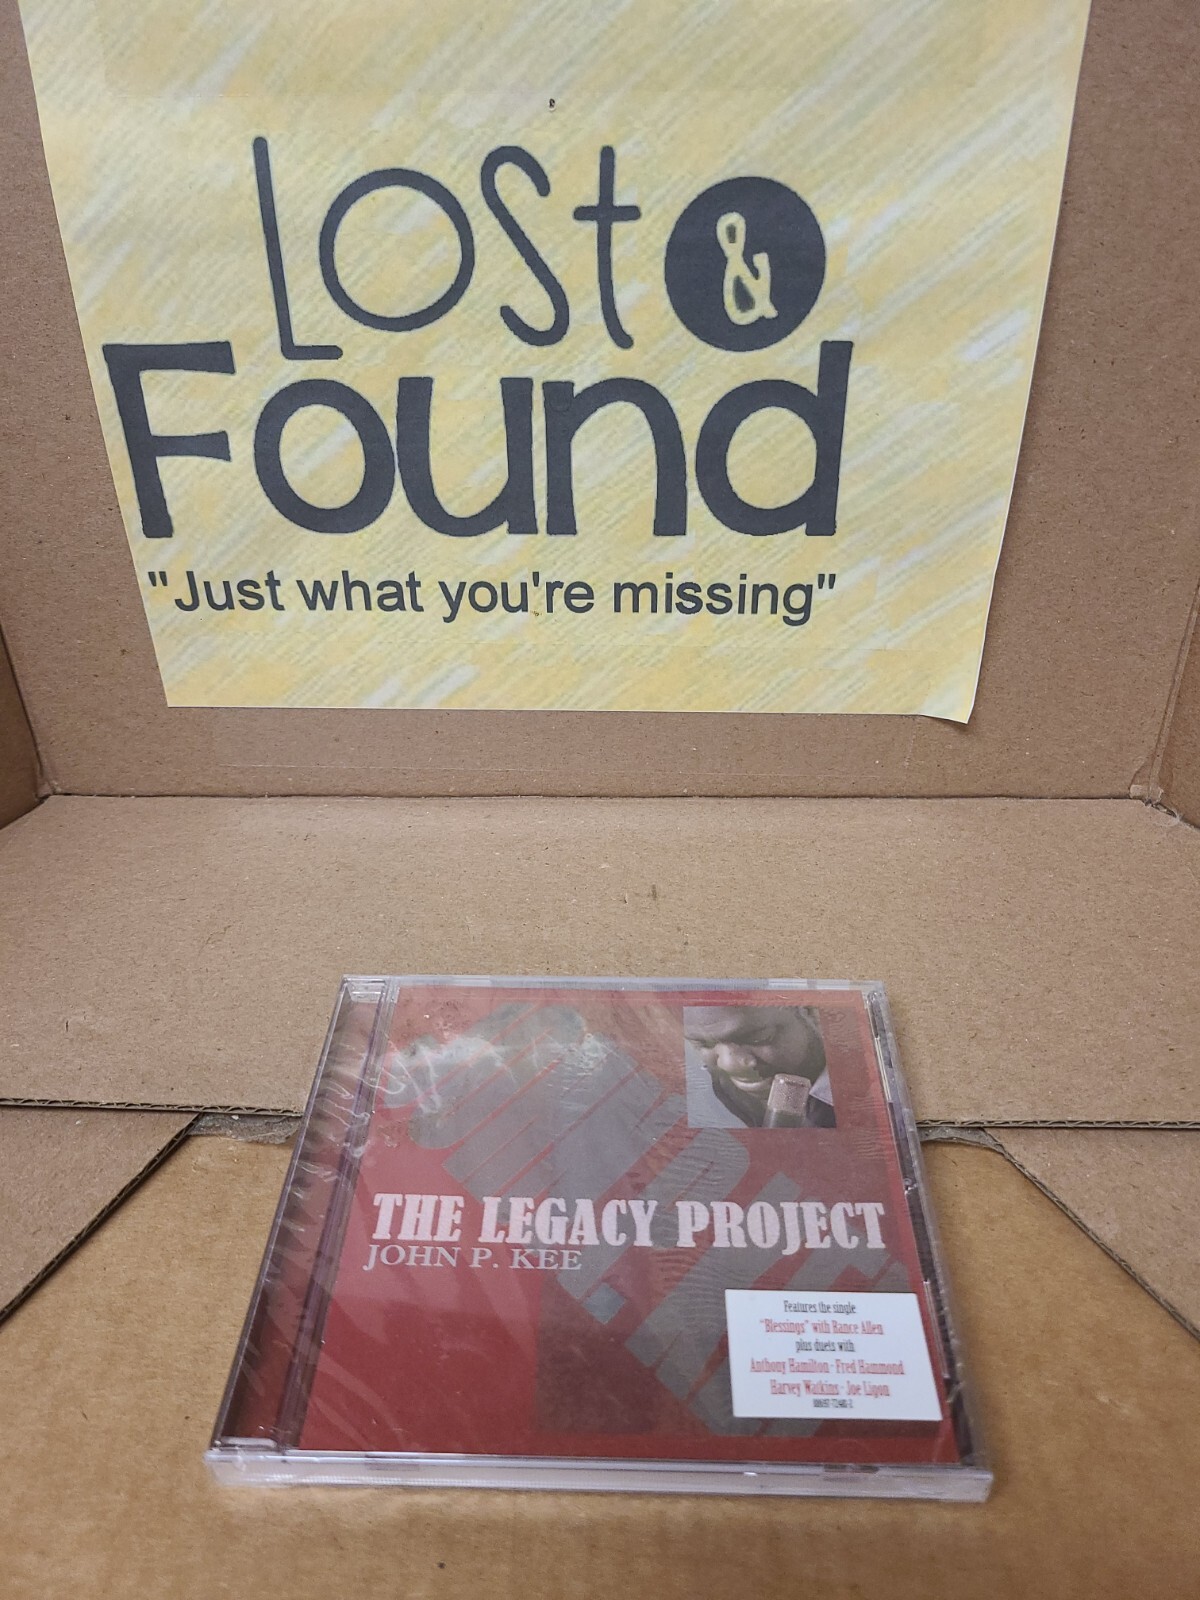 Lost &
Found
"Just what you're missing"
THE LEGACY PROJECT
JOHN P. KEE
Features the single
"Blessings" with Rance Allen
plus duets with
Anthony Hamilton · Fred Hammond
Harvey Watkins · Joe Ligon